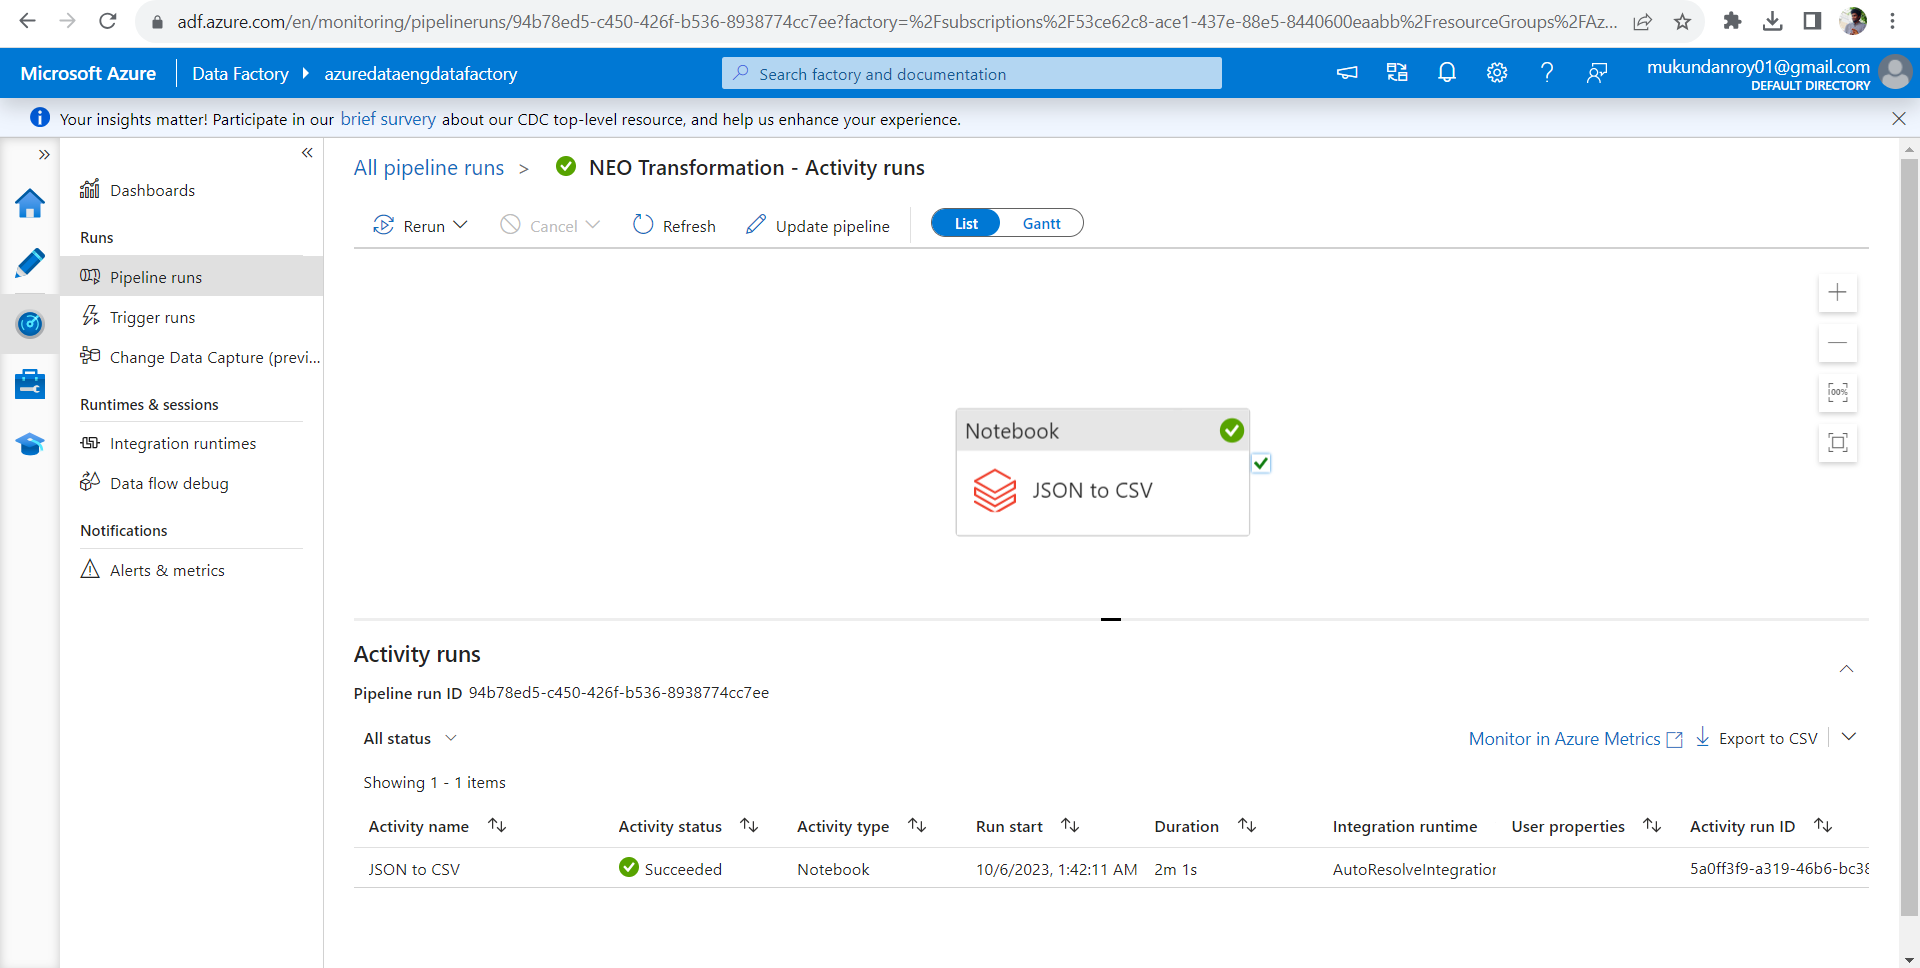 adf.azure.com/en/monitoring/pipelineruns/94b78ed5-c450-426f-b536-8938774cc7ee?factory=%2Fsubscriptions%2F53ce62c8-ace1-437e-88e5-8440600eaabb%2FresourceGroups%2FAz...
Microsoft Azure
Data Factory
azuredataengdatafactory
Search factory and documentation
mukundanroy01@gmail.com
DEFAULT DIRECTORY
Your insights matter! Participate in our brief survery about our CDC top-level resource, and help us enhance your experience.
Dashboards
Runs
Pipeline runs
Trigger runs
Change Data Capture (previ...
Runtimes & sessions
Integration runtimes
Data flow debug
Notifications
Alerts & metrics
All pipeline runs > NEO Transformation - Activity runs
Rerun Cancel Refresh Update pipeline List Gantt
100%
Notebook
JSON to CSV
Activity runs
Pipeline run ID 94b78ed5-c450-426f-b536-8938774cc7ee
All status
Monitor in Azure Metrics Export to CSV
Showing 1 - 1 items
Activity name Activity status Activity type Run start Duration Integration runtime User properties Activity run ID
JSON to CSV Succeeded Notebook 10/6/2023, 1:42:11 AM 2m 1s AutoResolveIntegration 5a0ff3f9-a319-46b6-bc38